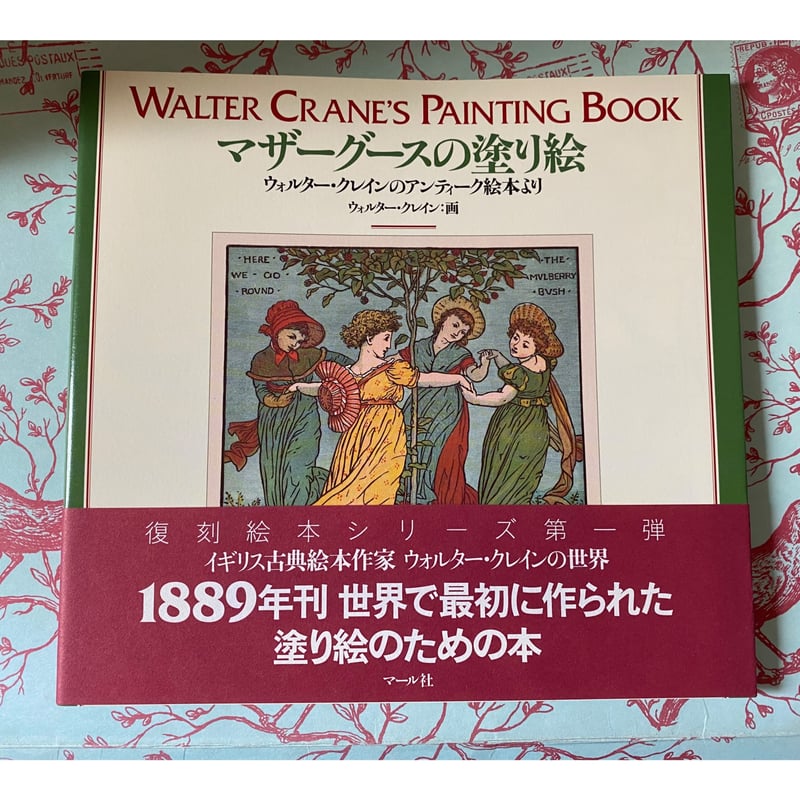 WALTER CRANE'S PAINTING BOOK
マザーグースの塗り絵
ウォルター・クレインのアンティーク絵本より
ウォルター・クレイン:画
・HERE・
WE・GO
・ROUND・
・THE・
MULBERRY
・BUSH・
復刻絵本シリーズ第一弾
イギリス古典絵本作家 ウォルター・クレインの世界
1889年刊 世界で最初に作られた
塗り絵のための本
マール社